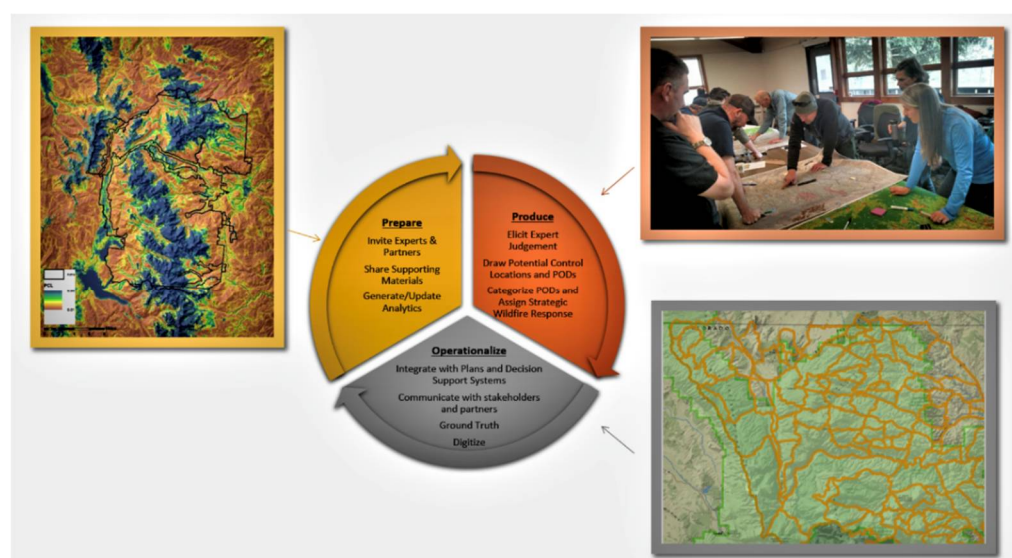 Prepare
Invite Experts &
Partners
Share Supporting
Materials
Generate/Update
Analytics
Produce
Elicit Expert
Judgement
Draw Potential Control
Locations and PODs
Categorize PODs and
Assign Strategic
Wildfire Response
Operationalize
Integrate with Plans and Decision
Support Systems
Communicate with stakeholders
and partners
Ground Truth
Digitize
PCL